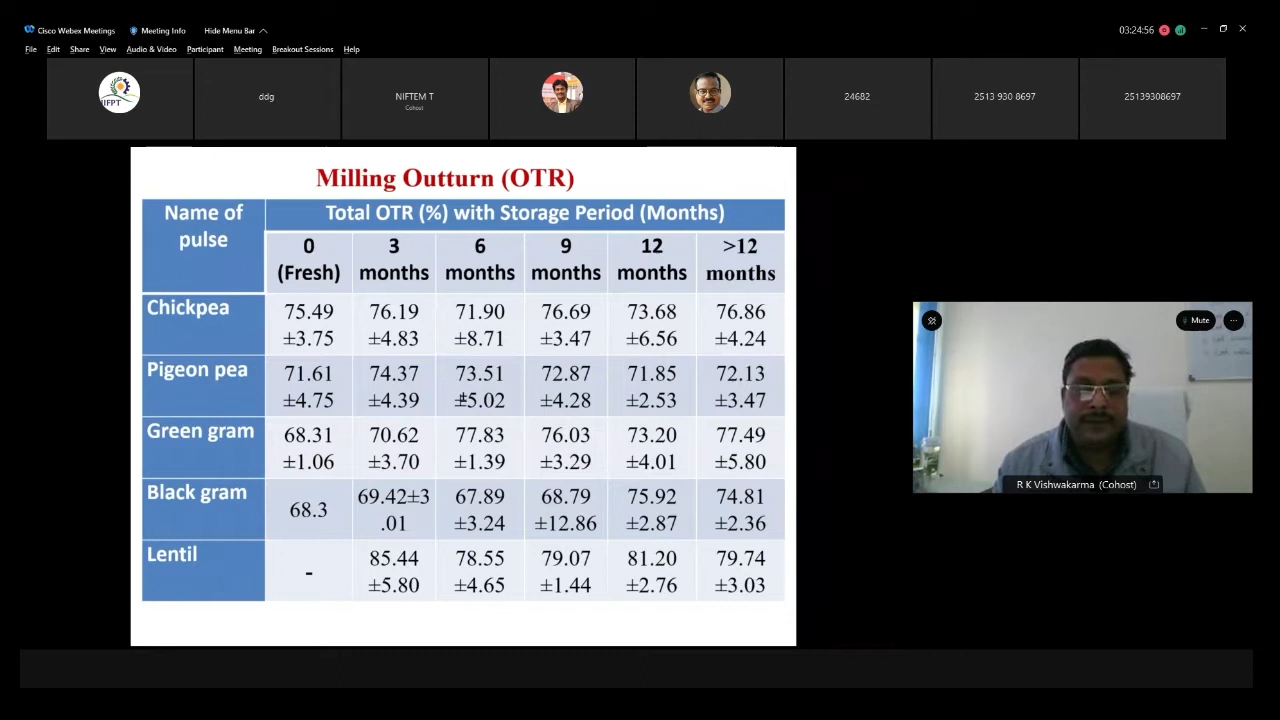 Cisco Webex Meetings Meeting Info Hide Menu Bar 03:24:56
File Edit Share View Audio & Video Participant Meeting Breakout Sessions Help
ddg
NIFTEM T
Cohost
24682
2513 930 8697
25139308697
Milling Outturn (OTR)
Name of pulse Total OTR (%) with Storage Period (Months)
0 (Fresh) 3 months 6 months 9 months 12 months >12 months
Chickpea 75.49 ±3.75 76.19 ±4.83 71.90 ±8.71 76.69 ±3.47 73.68 ±6.56 76.86 ±4.24
Pigeon pea 71.61 ±4.75 74.37 ±4.39 73.51 ±5.02 72.87 ±4.28 71.85 ±2.53 72.13 ±3.47
Green gram 68.31 ±1.06 70.62 ±3.70 77.83 ±1.39 76.03 ±3.29 73.20 ±4.01 77.49 ±5.80
Black gram 68.3 69.42±3 .01 67.89 ±3.24 68.79 ±12.86 75.92 ±2.87 74.81 ±2.36
Lentil - 85.44 ±5.80 78.55 ±4.65 79.07 ±1.44 81.20 ±2.76 79.74 ±3.03
Mute
R K Vishwakarma (Cohost)